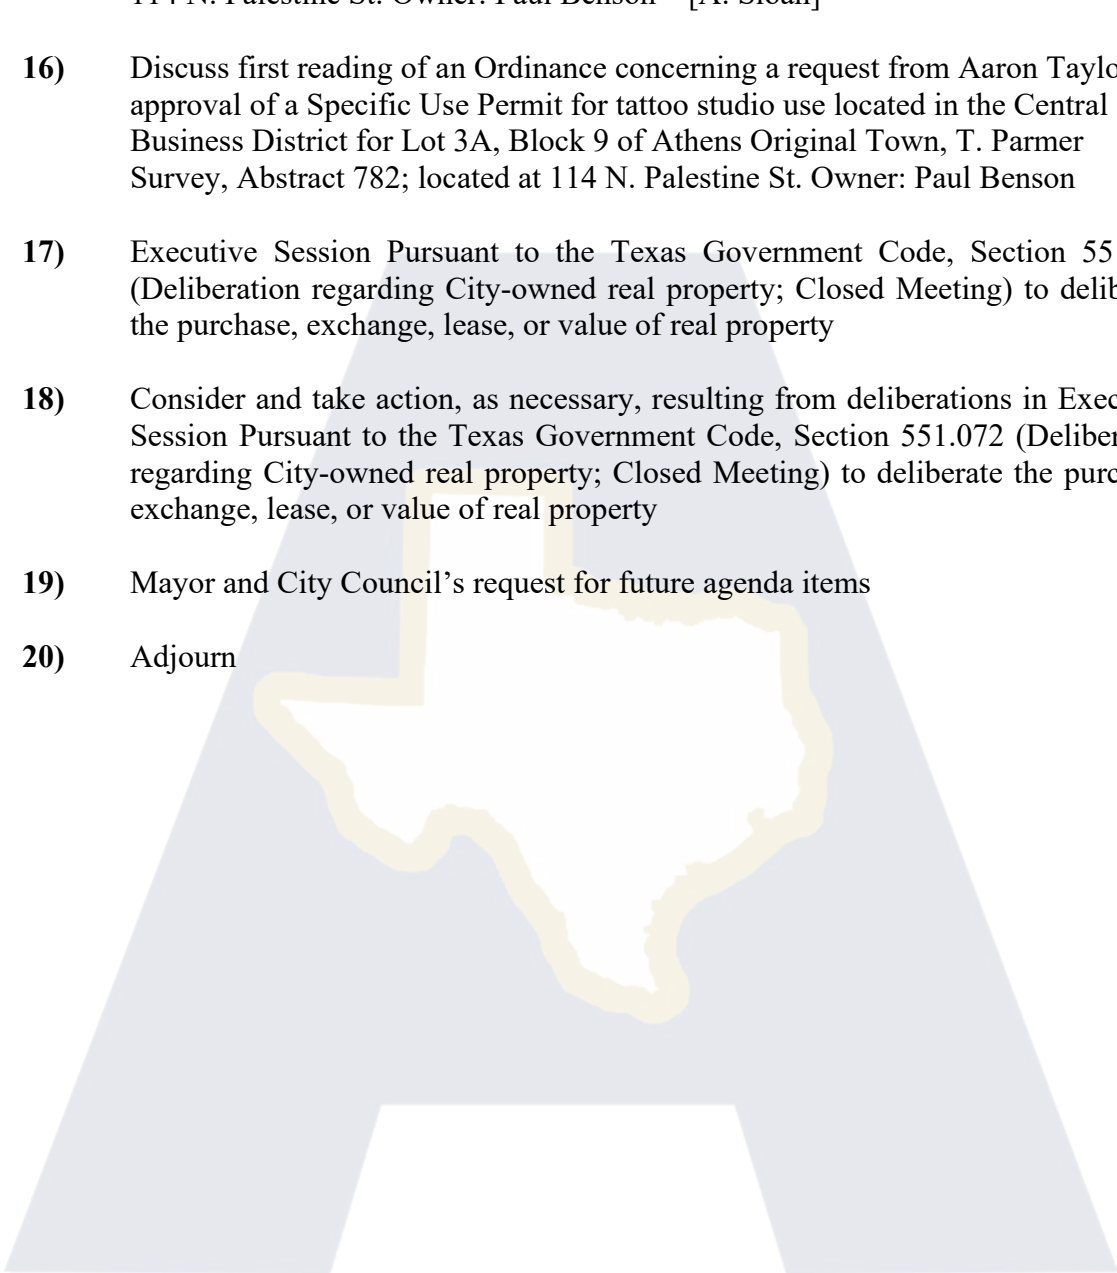 114 N. Palestine St. Owner: Paul Benson – [A. Sloan]
16) Discuss first reading of an Ordinance concerning a request from Aaron Taylo
approval of a Specific Use Permit for tattoo studio use located in the Central
Business District for Lot 3A, Block 9 of Athens Original Town, T. Parmer
Survey, Abstract 782; located at 114 N. Palestine St. Owner: Paul Benson
17) Executive Session Pursuant to the Texas Government Code, Section 55
(Deliberation regarding City-owned real property; Closed Meeting) to delib
the purchase, exchange, lease, or value of real property
18) Consider and take action, as necessary, resulting from deliberations in Exec
Session Pursuant to the Texas Government Code, Section 551.072 (Deliber
regarding City-owned real property; Closed Meeting) to deliberate the purc
exchange, lease, or value of real property
19) Mayor and City Council’s request for future agenda items
20) Adjourn